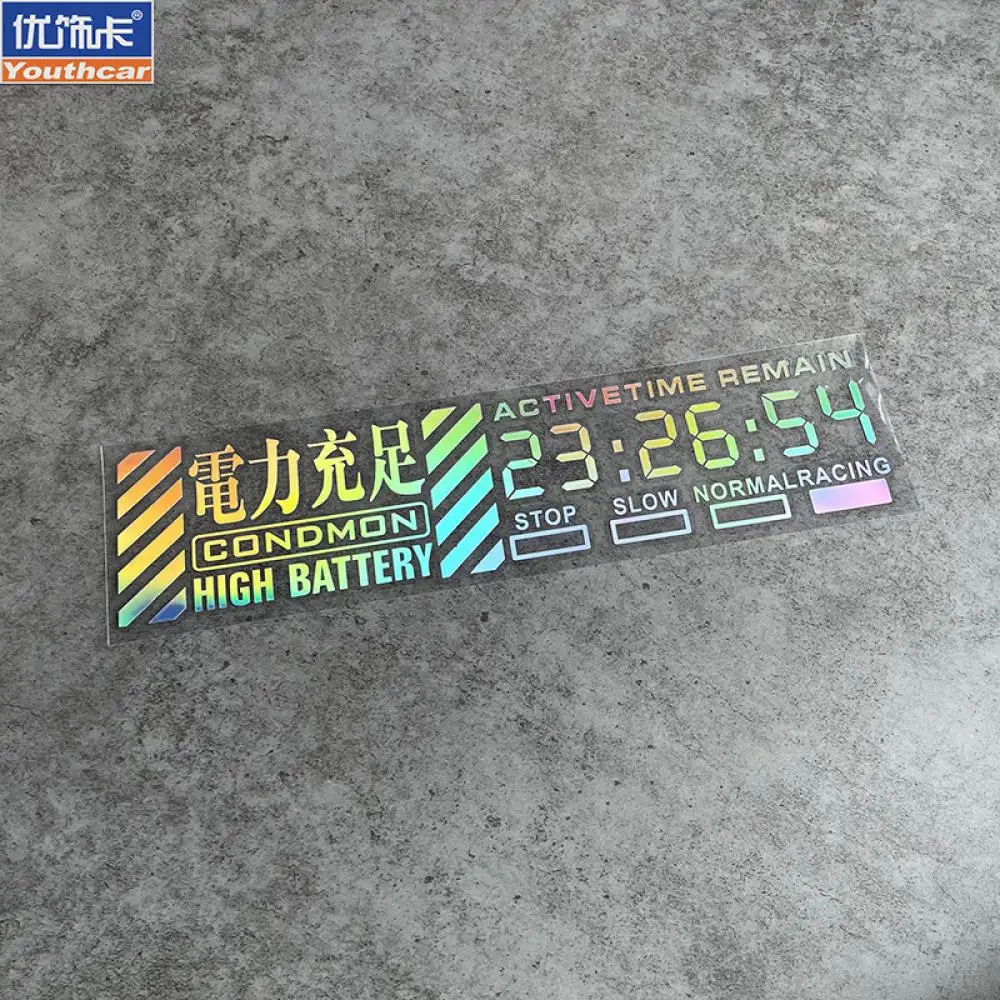 优饰卡®
Youthcar
電力充足
CONDMON
HIGH BATTERY
ACTIVETIME REMAIN
23:26:54
STOP SLOW NORMAL RACING